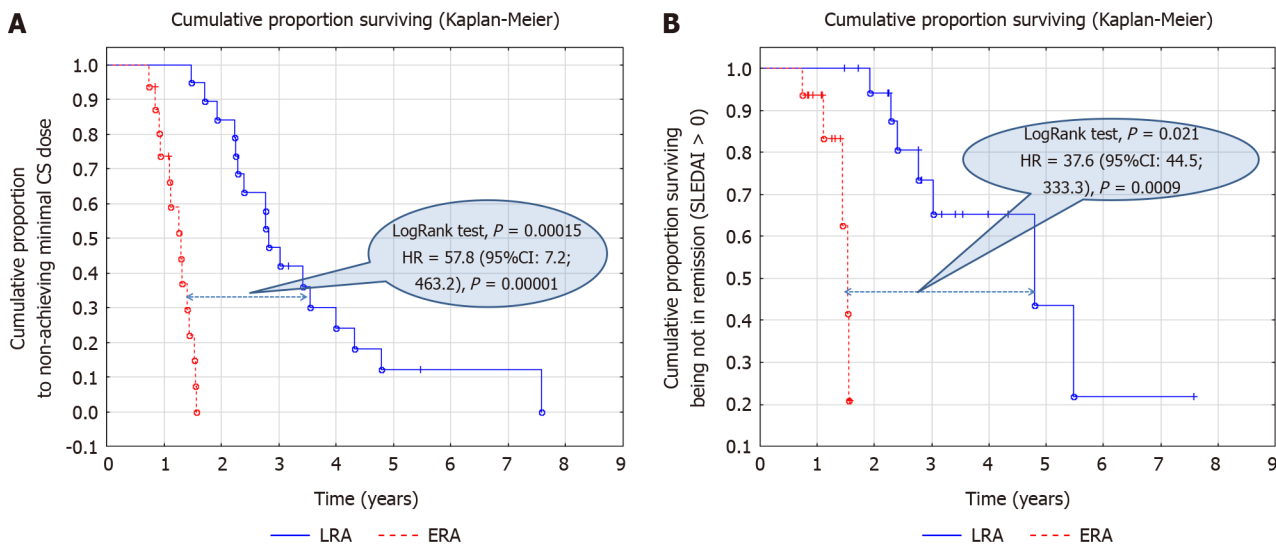 A
Cumulative proportion surviving (Kaplan-Meier)
Cumulative proportion
to non-achieving minimal CS dose
1.0
0.9
0.8
0.7
0.6
0.5
0.4
0.3
0.2
0.1
0.0
-0.1
LogRank test, P = 0.00015
HR = 57.8 (95%CI: 7.2;
463.2), P = 0.00001
0 1 2 3 4 5 6 7 8 9
Time (years)
LRA ERA
B
Cumulative proportion surviving (Kaplan-Meier)
Cumulative proportion surviving
being not in remission (SLEDAI > 0)
1.0
0.9
0.8
0.7
0.6
0.5
0.4
0.3
0.2
0.1
LogRank test, P = 0.021
HR = 37.6 (95%CI: 44.5;
333.3), P = 0.0009
0 1 2 3 4 5 6 7 8 9
Time (years)
LRA ERA